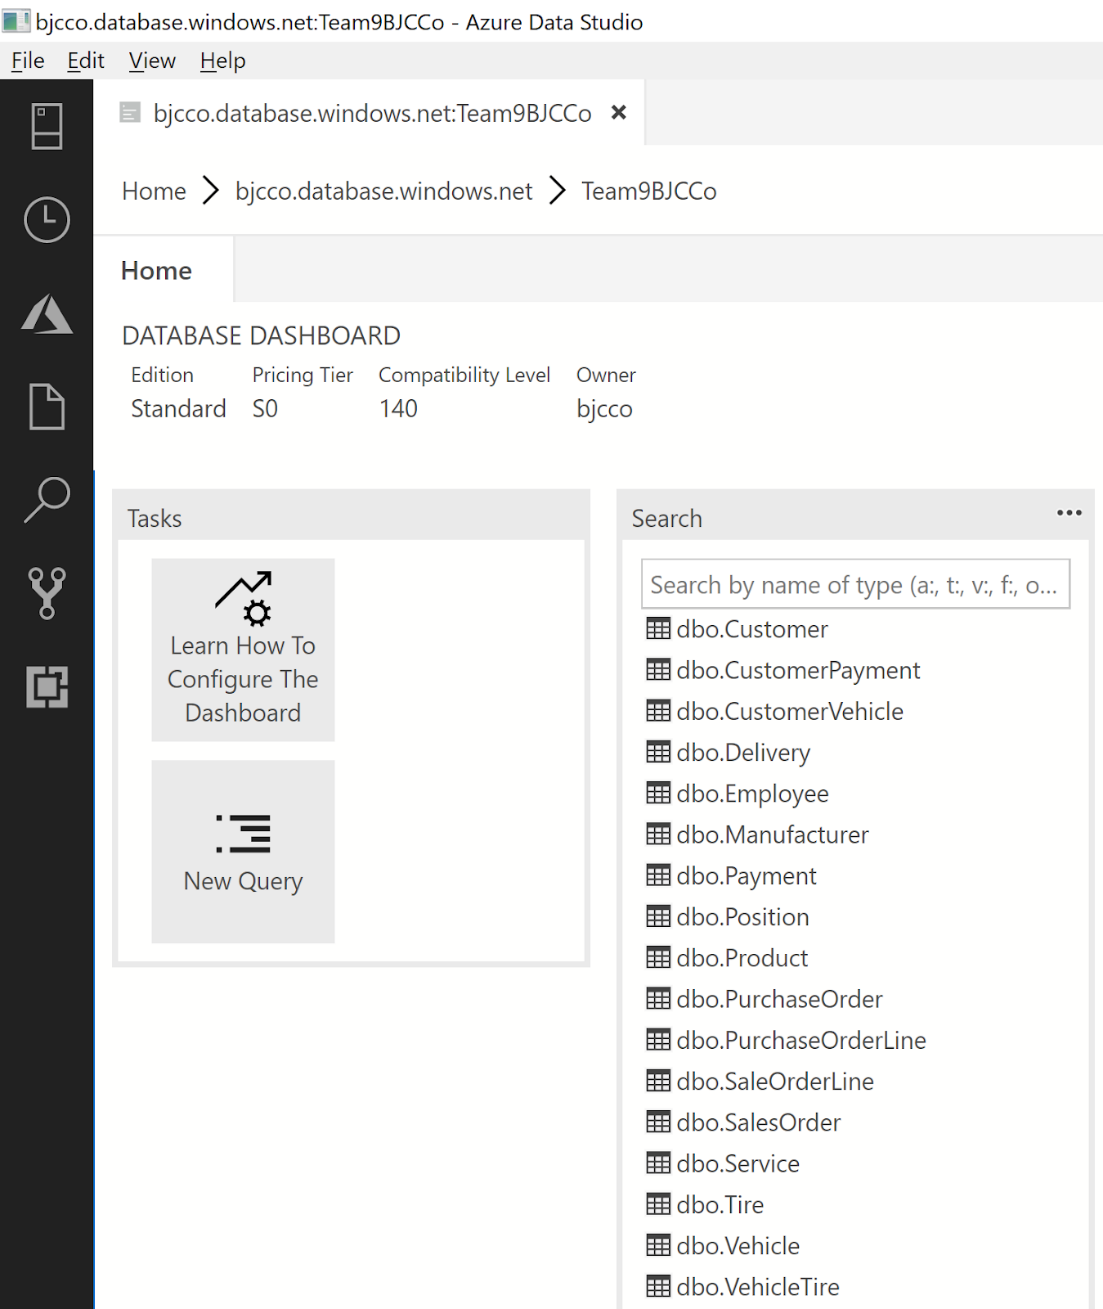 bjcco.database.windows.net:Team9BJCCo - Azure Data Studio
File Edit View Help
bjcco.database.windows.net:Team9BJCCo
Home bjcco.database.windows.net Team9BJCCo
Home
DATABASE DASHBOARD
Edition Pricing Tier Compatibility Level Owner
Standard S0 140 bjcco
Tasks
Learn How To
Configure The
Dashboard
New Query
Search
Search by name of type (a:, t:, v:, f:, o...
dbo.Customer
dbo.CustomerPayment
dbo.CustomerVehicle
dbo.Delivery
dbo.Employee
dbo.Manufacturer
dbo.Payment
dbo.Position
dbo.Product
dbo.PurchaseOrder
dbo.PurchaseOrderLine
dbo.SaleOrderLine
dbo.SalesOrder
dbo.Service
dbo.Tire
dbo.Vehicle
dbo.VehicleTire